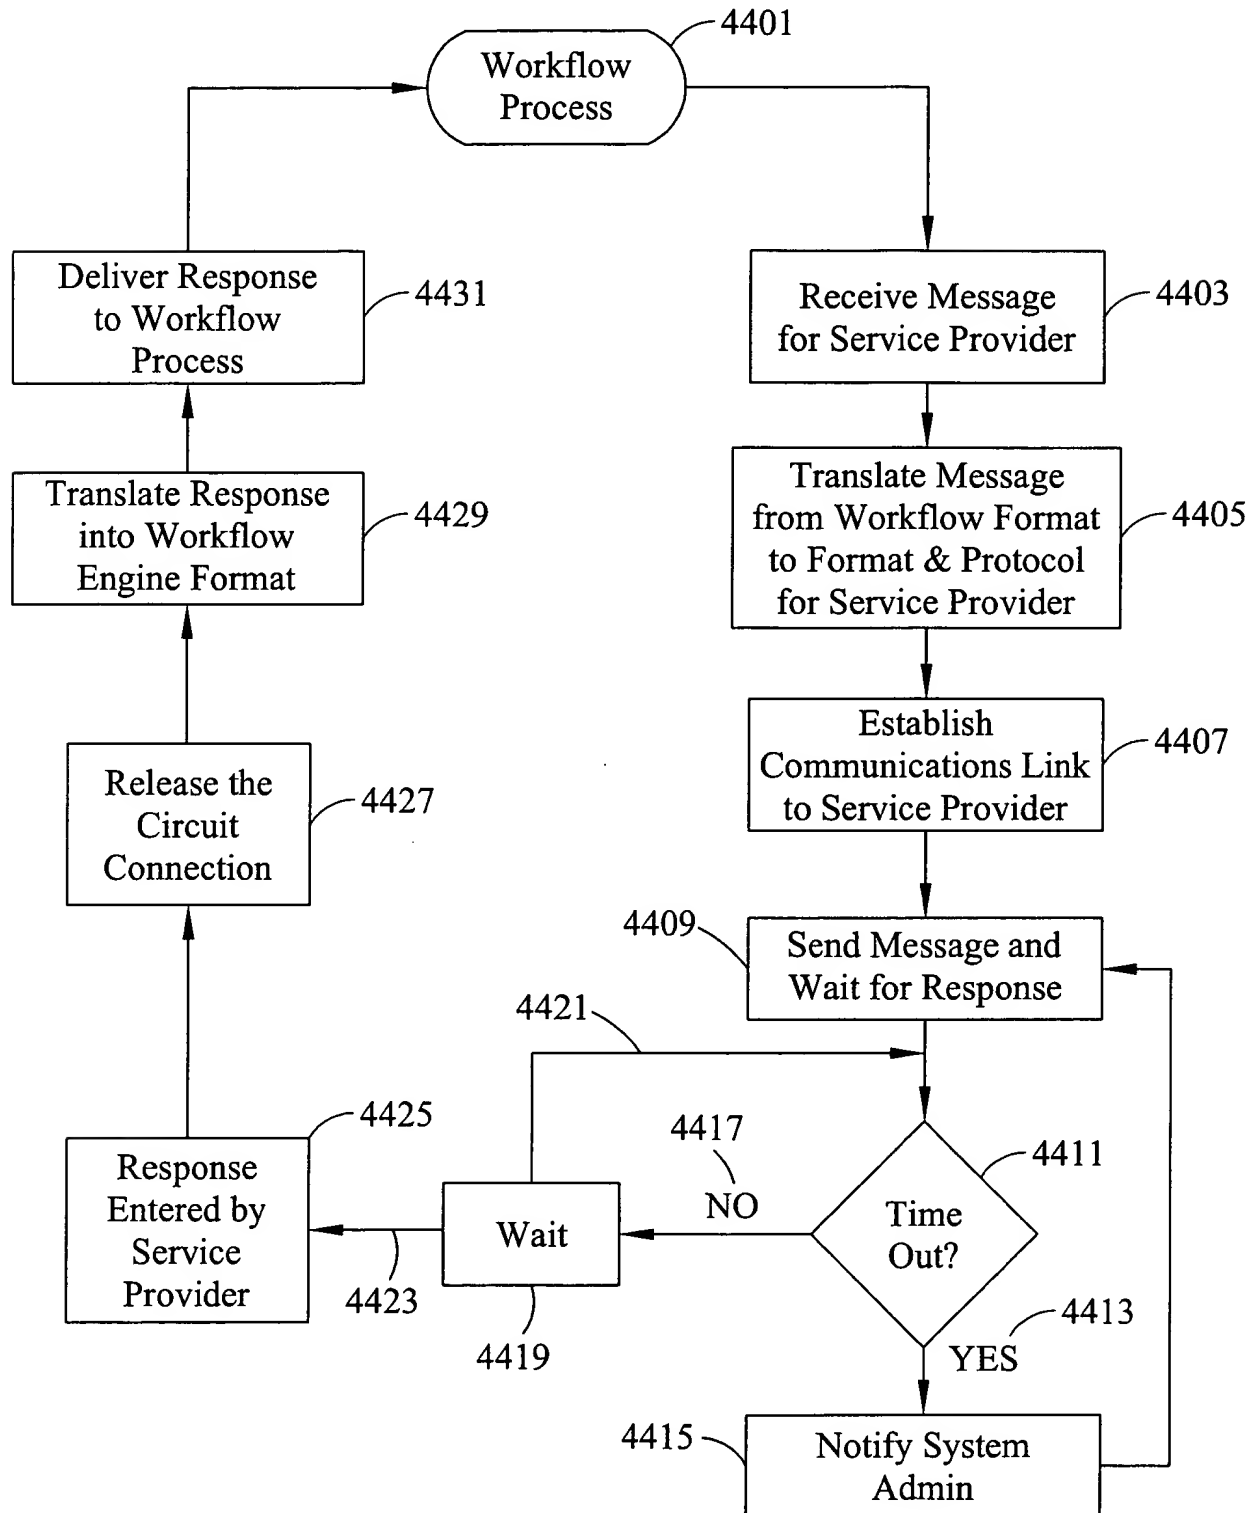 4401
Workflow
Process
Deliver Response
to Workflow
Process
4431
Receive Message
for Service Provider
4403
Translate Response
into Workflow
Engine Format
4429
Translate Message
from Workflow Format
to Format & Protocol
for Service Provider
4405
Establish
Communications Link
to Service Provider
4407
Release the
Circuit
Connection
4427
4409
Send Message and
Wait for Response
4421
4425
Response
Entered by
Service
Provider
4423
Wait
4419
4417
NO
4411
Time
Out?
4413
YES
4415
Notify System
Admin